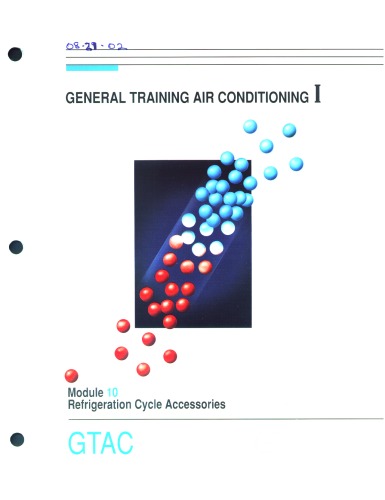 08·29·02
GENERAL TRAINING AIR CONDITIONING I
Module 10
Refrigeration Cycle Accessories
GTAC